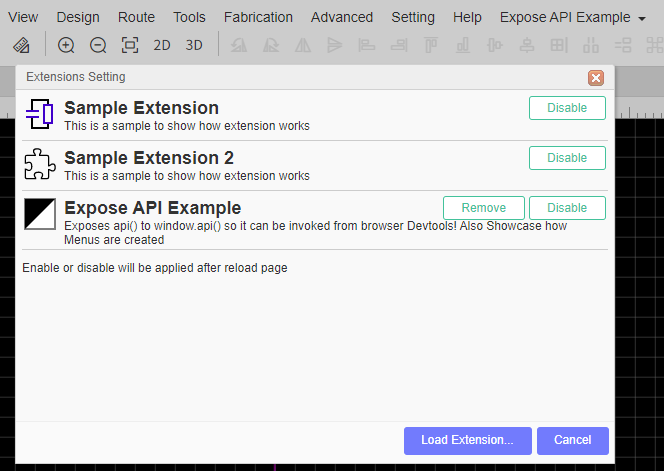 View Design Route Tools Fabrication Advanced Setting Help Expose API Example
2D 3D
Extensions Setting
Sample Extension
Disable
This is a sample to show how extension works
Sample Extension 2
Disable
This is a sample to show how extension works
Expose API Example
Remove Disable
Exposes api() to window.api() so it can be invoked from browser Devtools! Also Showcase how
Menus are created
Enable or disable will be applied after reload page
Load Extension... Cancel